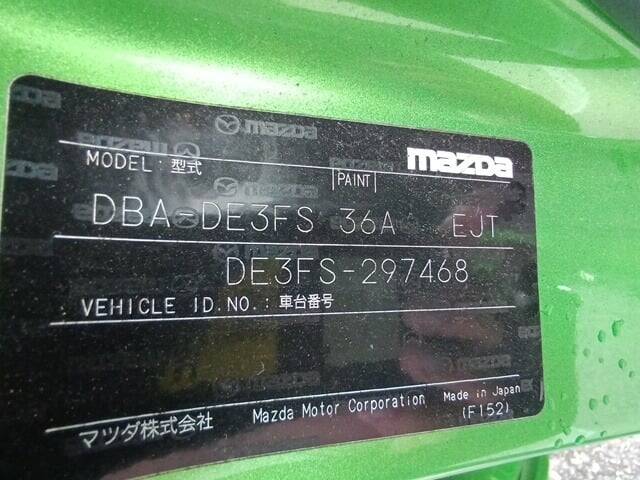 mazda
MODEL: 型式 PAINT
DBA-DE3FS 36A EJT
DE3FS-297468
VEHICLE ID.NO.: 車台番号
マツダ株式会社 Mazda Motor Corporation Made in Japan
(F152)